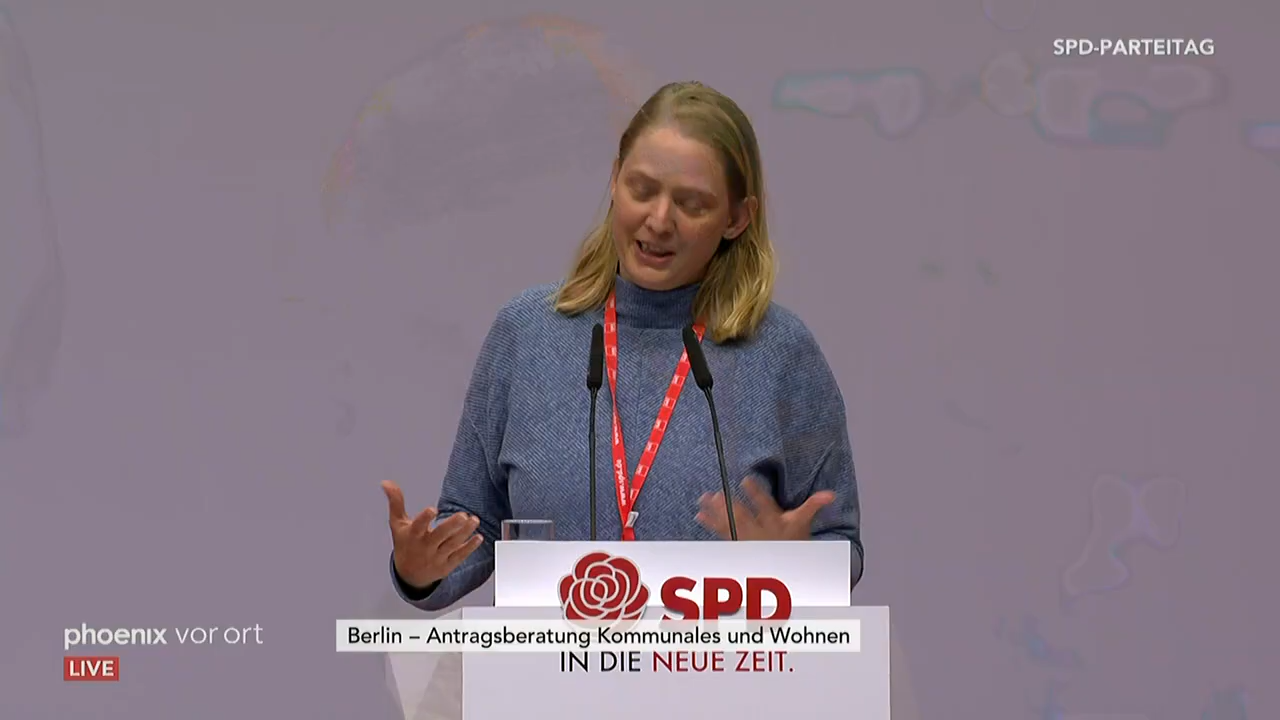 SPD-PARTEITAG
SPD
phoenix vor ort
Berlin – Antragsberatung Kommunales und Wohnen
LIVE
IN DIE NEUE ZEIT.